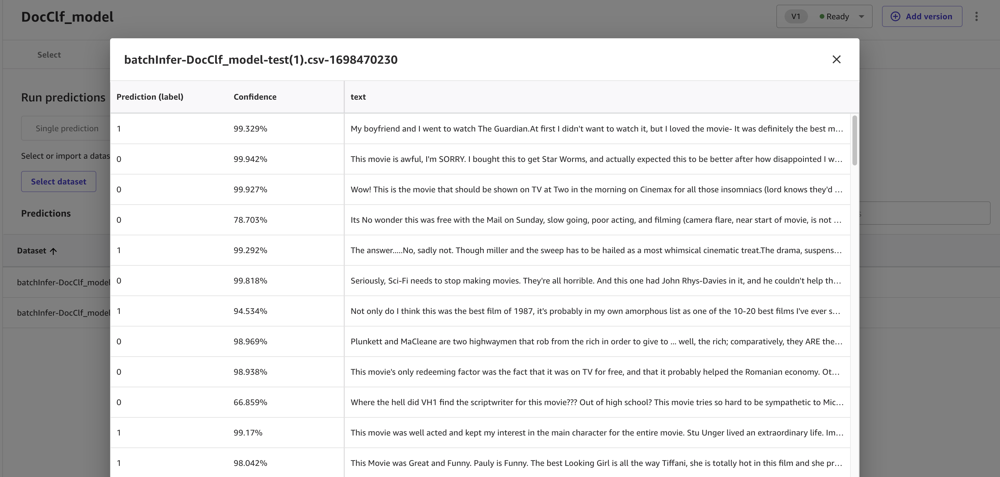 DocClf_model
V1 Ready Add version
Select
batchInfer-DocClf_model-test(1).csv-1698470230
Run predictions
Single prediction
Select or import a datas
Select dataset
Predictions
Dataset
batchInfer-DocClf_model
batchInfer-DocClf_model
Prediction (label) Confidence text
1 99.329% My boyfriend and I went to watch The Guardian.At first I didn't want to watch it, but I loved the movie- It was definitely the best m...
0 99.942% This movie is awful, I'm SORRY. I bought this to get Star Worms, and actually expected this to be better after how disappointed I w...
0 99.927% Wow! This is the movie that should be shown on TV at Two in the morning on Cinemax for all those insomniacs (lord knows they'd ...
0 78.703% Its No wonder this was free with the Mail on Sunday, slow going, poor acting, and filming (camera flare, near start of movie, is not ...
1 99.292% The answer.....No, sadly not. Though miller and the sweep has to be hailed as a most whimsical cinematic treat.The drama, suspens...
0 99.818% Seriously, Sci-Fi needs to stop making movies. They're all horrible. And this one had John Rhys-Davies in it, and he couldn't help th...
1 94.534% Not only do I think this was the best film of 1987, it's probably in my own amorphous list as one of the 10-20 best films I've ever s...
0 98.969% Plunkett and MaCleane are two highwaymen that rob from the rich in order to give to ... well, the rich; comparatively, they ARE the...
0 98.938% This movie's only redeeming factor was the fact that it was on TV for free, and that it probably helped the Romanian economy. Ot...
0 66.859% Where the hell did VH1 find the scriptwriter for this movie??? Out of high school? This movie tries so hard to be sympathetic to Mic...
1 99.17% This movie was well acted and kept my interest in the main character for the entire movie. Stu Unger lived an extraordinary life. Im...
1 98.042% This Movie was Great and Funny. Pauly is Funny. The best Looking Girl is all the way Tiffani, she is totally hot in this film and she pr...